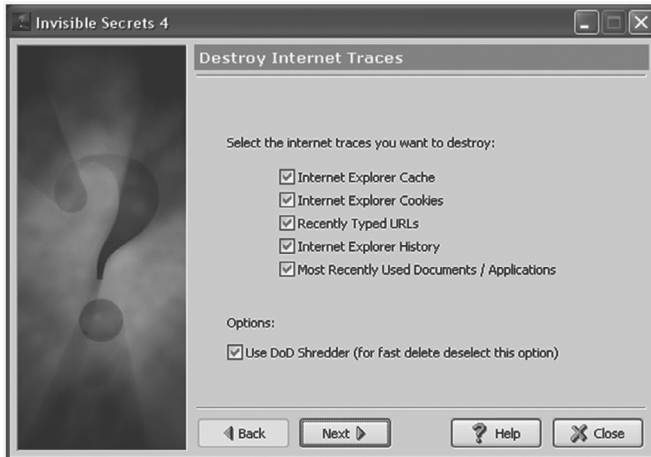 Invisible Secrets 4
Destroy Internet Traces
Select the internet traces you want to destroy:
Internet Explorer Cache
Internet Explorer Cookies
Recently Typed URLs
Internet Explorer History
Most Recently Used Documents / Applications
Options:
Use DoD Shredder (for fast delete deselect this option)
Back
Next
Help
Close